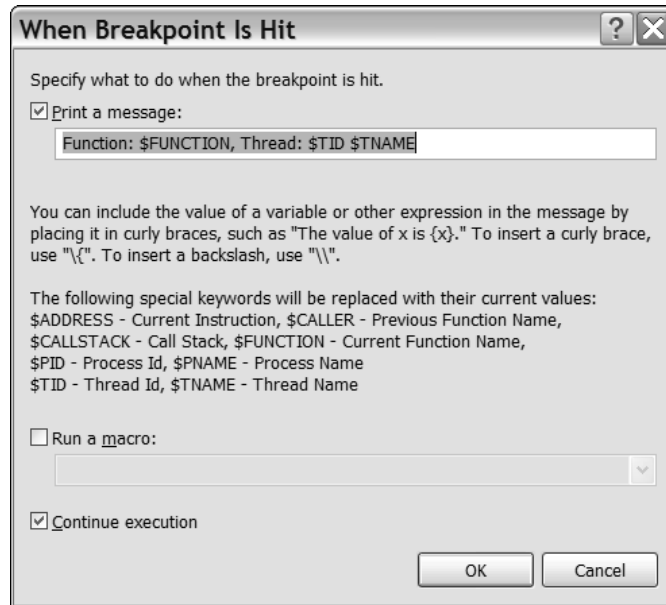 When Breakpoint Is Hit
Specify what to do when the breakpoint is hit.
Print a message:
Function: $FUNCTION, Thread: $TID $TNAME
You can include the value of a variable or other expression in the message by
placing it in curly braces, such as "The value of x is {x}." To insert a curly brace,
use "\{". To insert a backslash, use "\\".
The following special keywords will be replaced with their current values:
$ADDRESS - Current Instruction, $CALLER - Previous Function Name,
$CALLSTACK - Call Stack, $FUNCTION - Current Function Name,
$PID - Process Id, $PNAME - Process Name
$TID - Thread Id, $TNAME - Thread Name
Run a macro:
Continue execution
OK Cancel